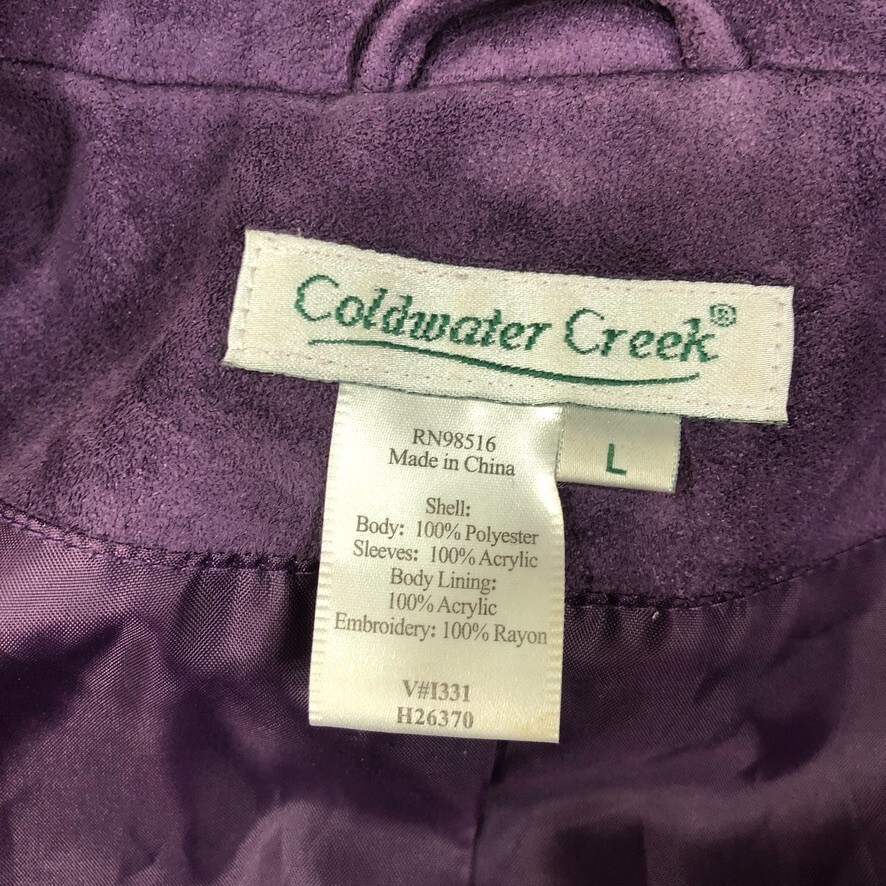 Coldwater Creek®
L
RN98516
Made in China
Shell:
Body: 100% Polyester
Sleeves: 100% Acrylic
Body Lining:
100% Acrylic
Embroidery: 100% Rayon
V#I331
H26370